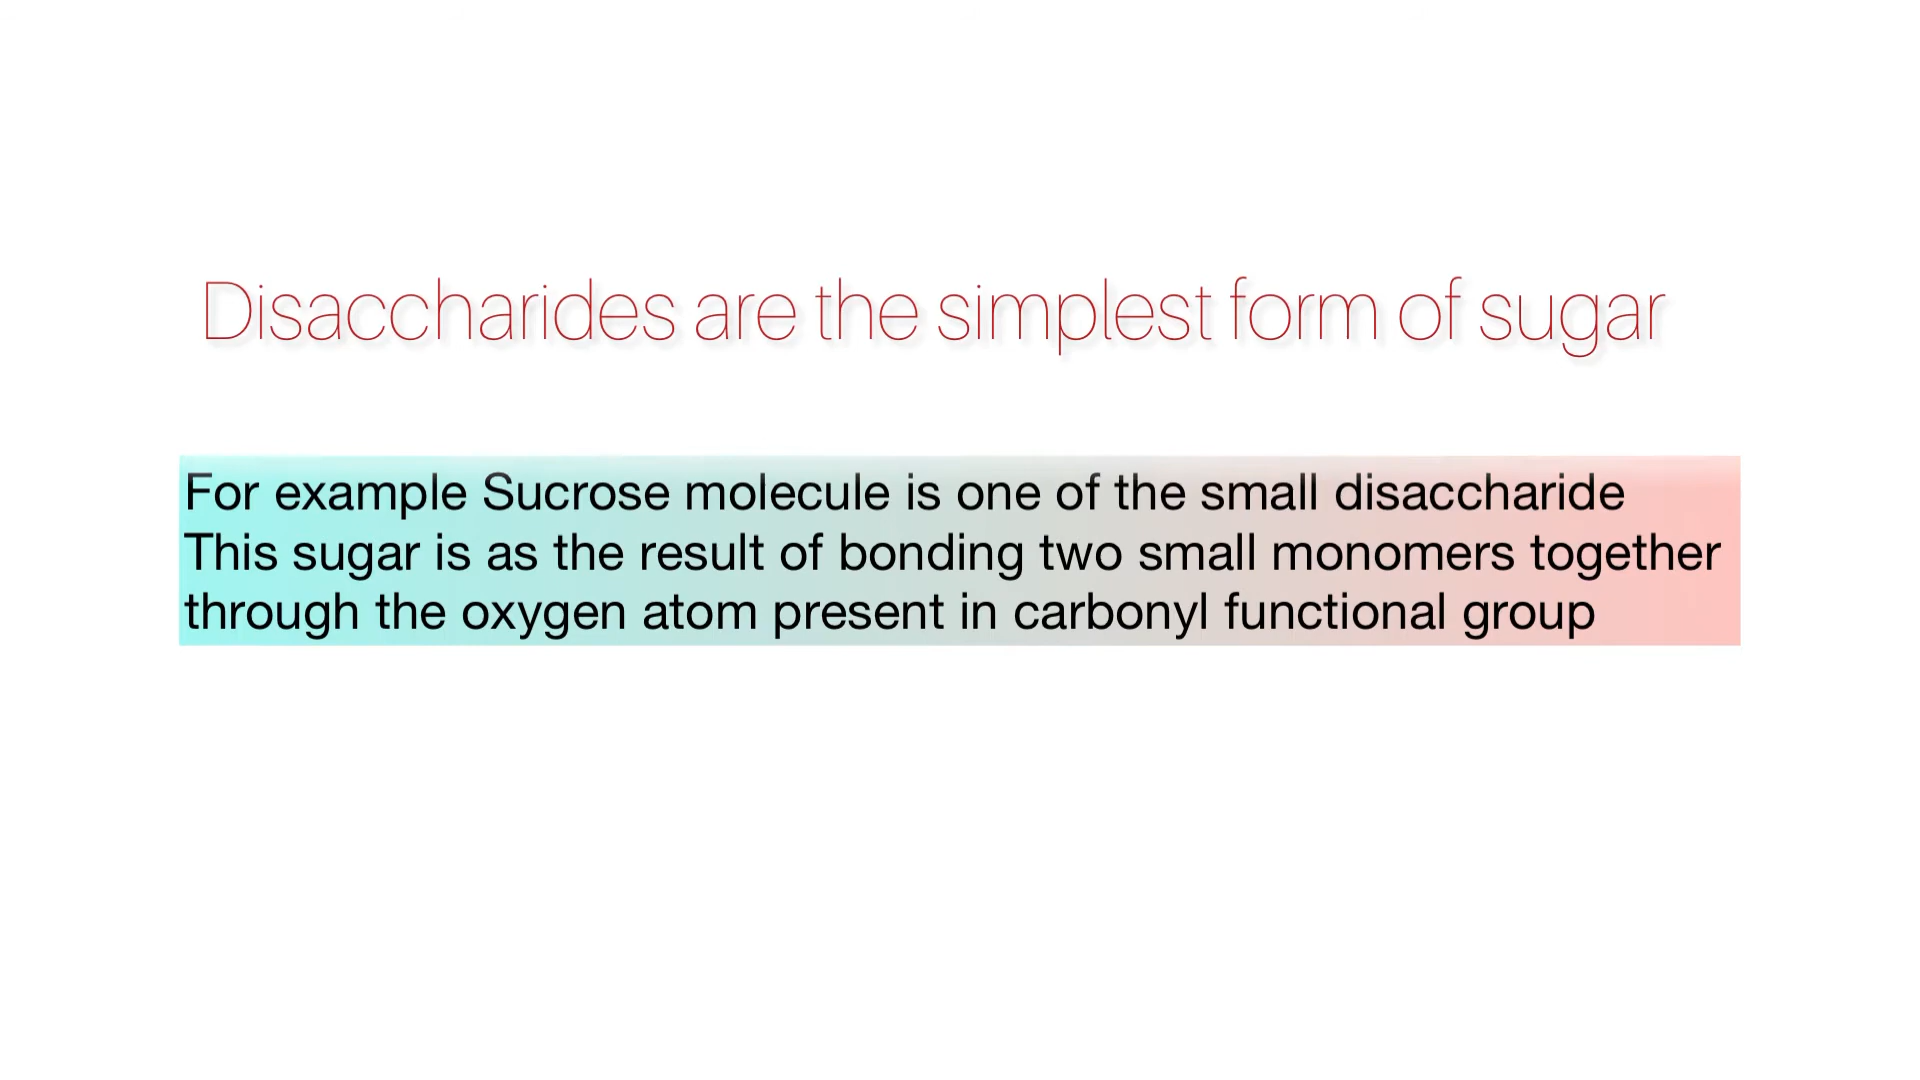 Disaccharides are the simplest form of sugar
For example Sucrose molecule is one of the small disaccharide
This sugar is as the result of bonding two small monomers together
through the oxygen atom present in carbonyl functional group